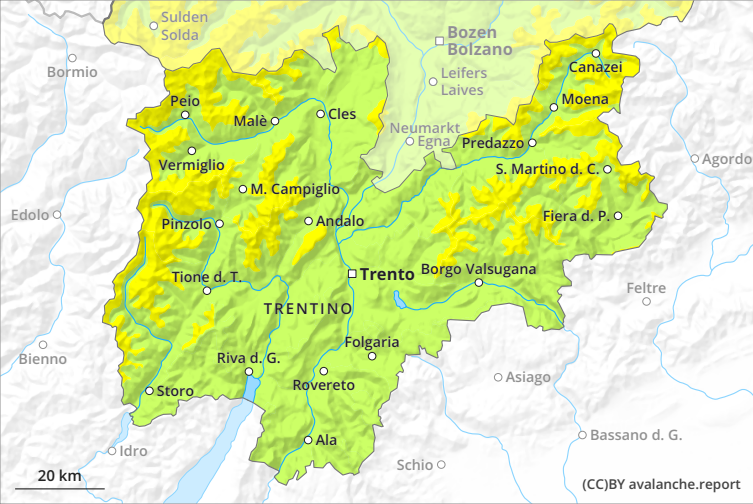 Sulden
Solda
Bozen
Bolzano
Bormio
Leifers
Laives
Canazei
Peio
Moena
Malè
Cles
Neumarkt
Egna
Predazzo
Vermiglio
Agordo
S. Martino d. C.
M. Campiglio
Edolo
Pinzolo
Andalo
Fiera d. P.
Trento
Borgo Valsugana
Tione d. T.
Feltre
TRENTINO
Folgaria
Bienno
Riva d. G.
Rovereto
Asiago
Storo
Ala
Bassano d. G.
Idro
Schio
20 km
(CC)BY avalanche.report